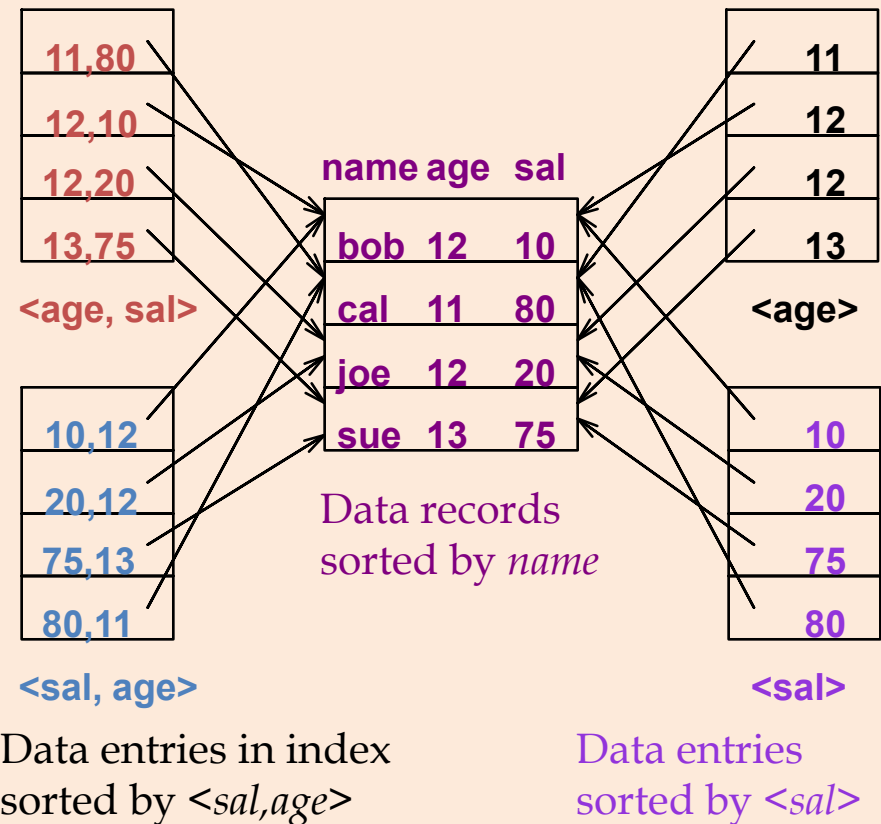 11,80
12,10
12,20
13,75
<age, sal>
10,12
20,12
75,13
80,11
<sal, age>
Data entries in index
sorted by <sal,age>
name age sal
bob 12 10
cal 11 80
joe 12 20
sue 13 75
Data records
sorted by name
11
12
12
13
<age>
10
20
75
80
<sal>
Data entries
sorted by <sal>